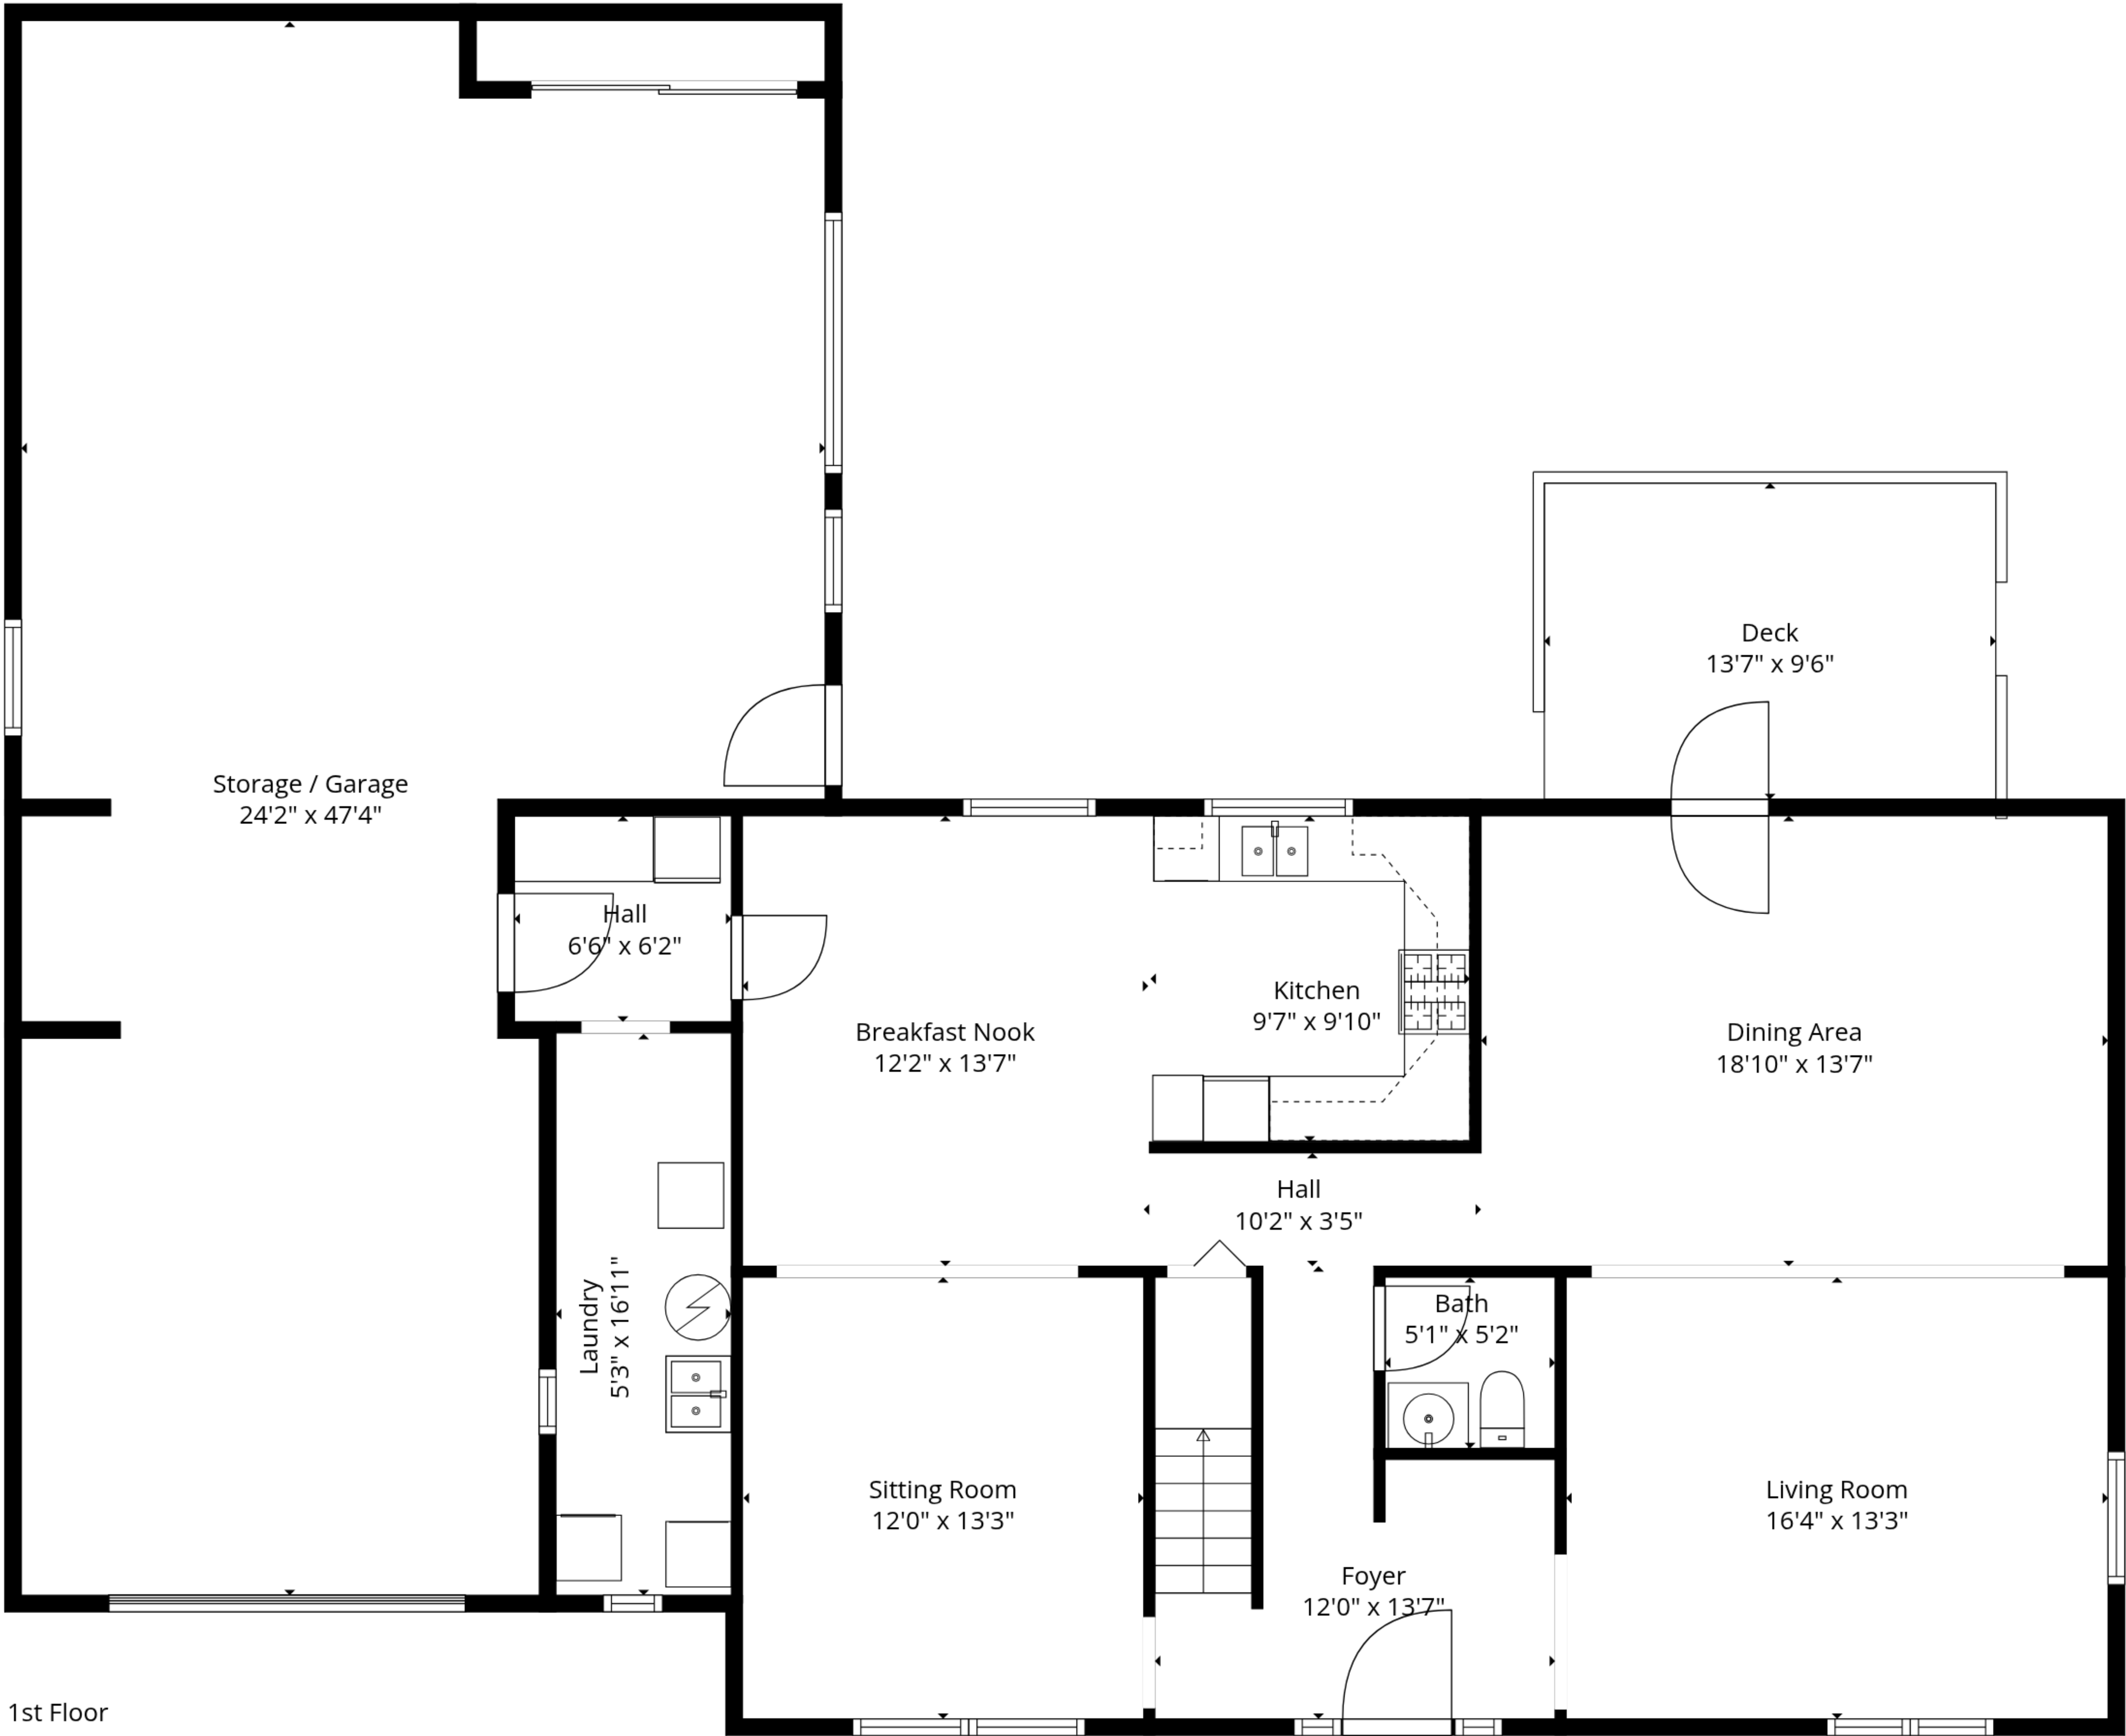 Deck
13'7" x 9'6"
Storage / Garage
24'2" x 47'4"
Hall
6'6" x 6'2"
Kitchen
9'7" x 9'10"
Breakfast Nook
12'2" x 13'7"
Dining Area
18'10" x 13'7"
Hall
10'2" x 3'5"
Laundry
5'3" x 16'11"
Bath
5'1" x 5'2"
Sitting Room
12'0" x 13'3"
Living Room
16'4" x 13'3"
Foyer
12'0" x 13'7"
1st Floor